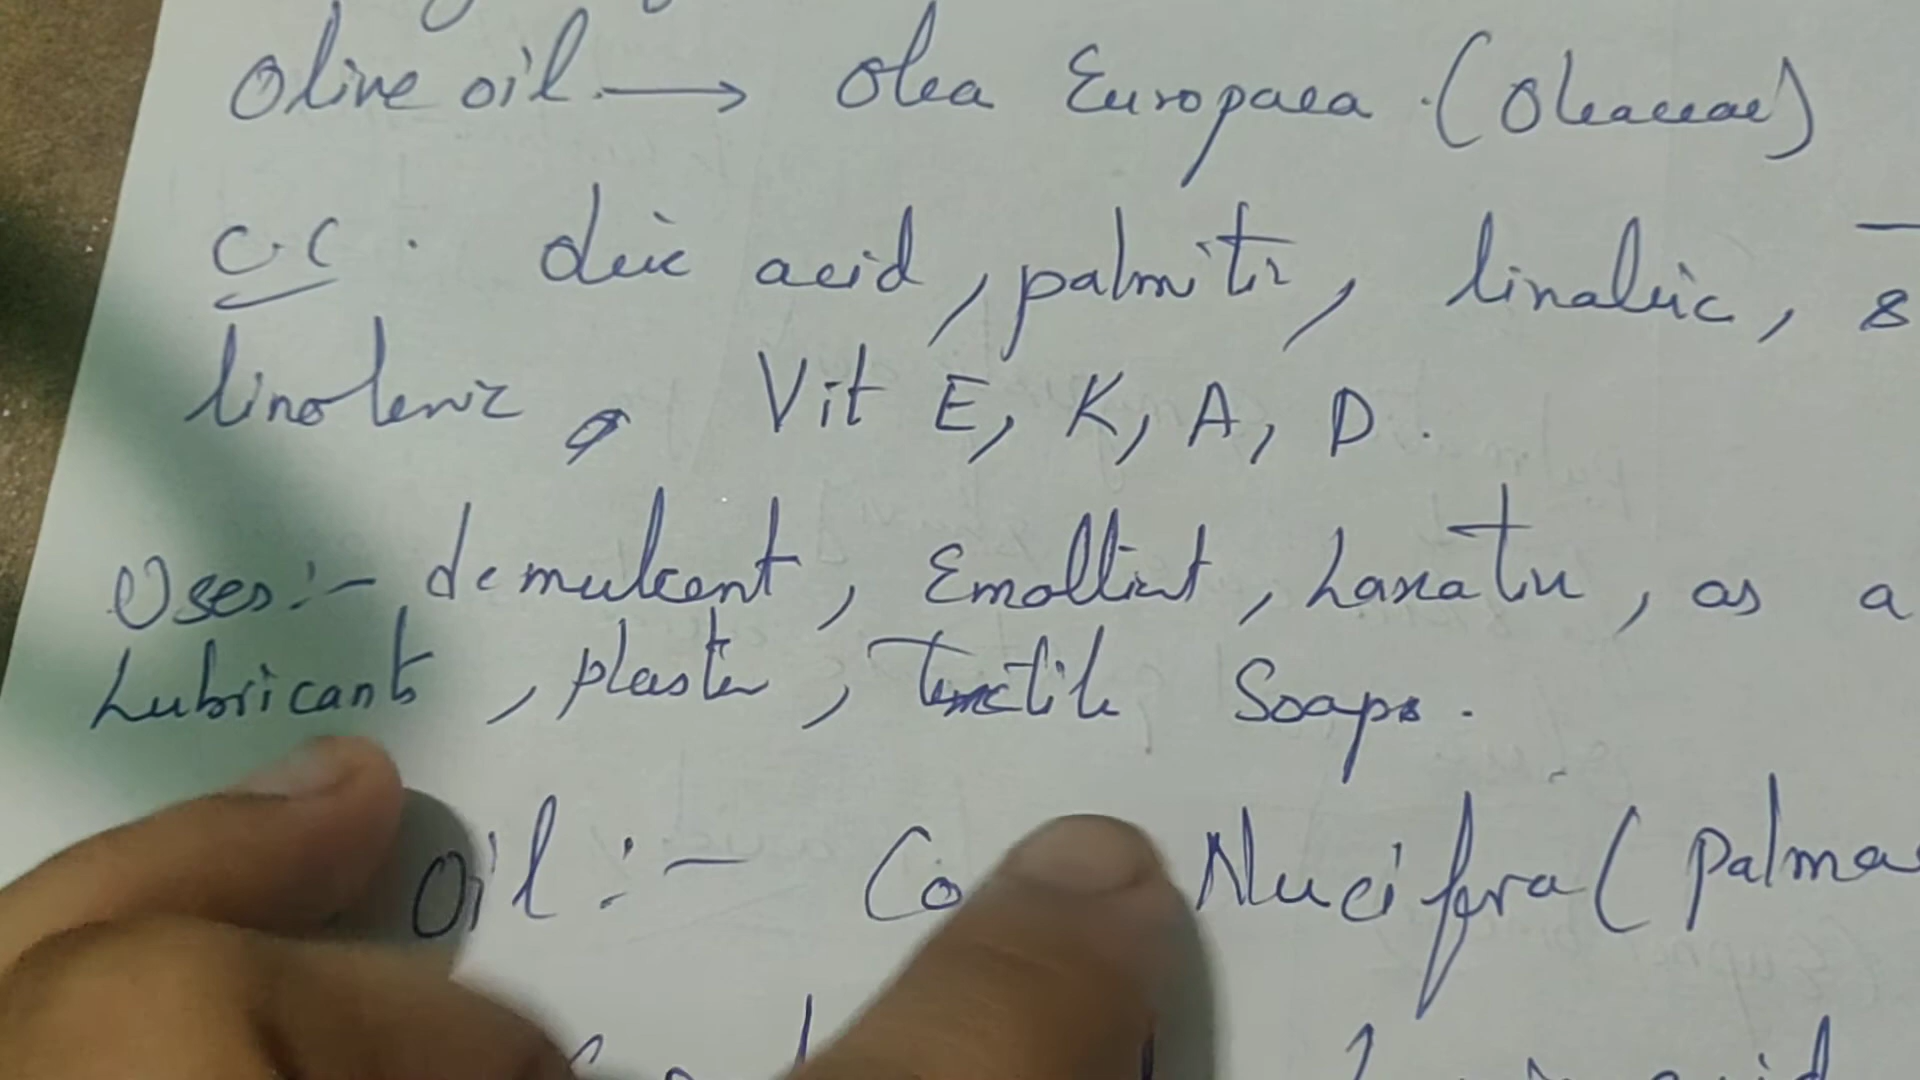 Olive oil. → Olea Europaea. (Oleaceae)
C.C. Oleic acid, palmitic, linoleic,
linolenic, Vit E, K, A, D.
Uses:- demulcent, Emollient, Laxative, as a
Lubricants, plaster, Textile Soaps.
Oil :- Co Nucifera ( palma